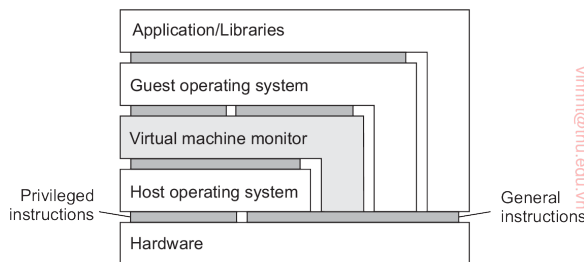 Application/Libraries
Guest operating system
Virtual machine monitor
Host operating system
Privileged
instructions
General
instructions
Hardware